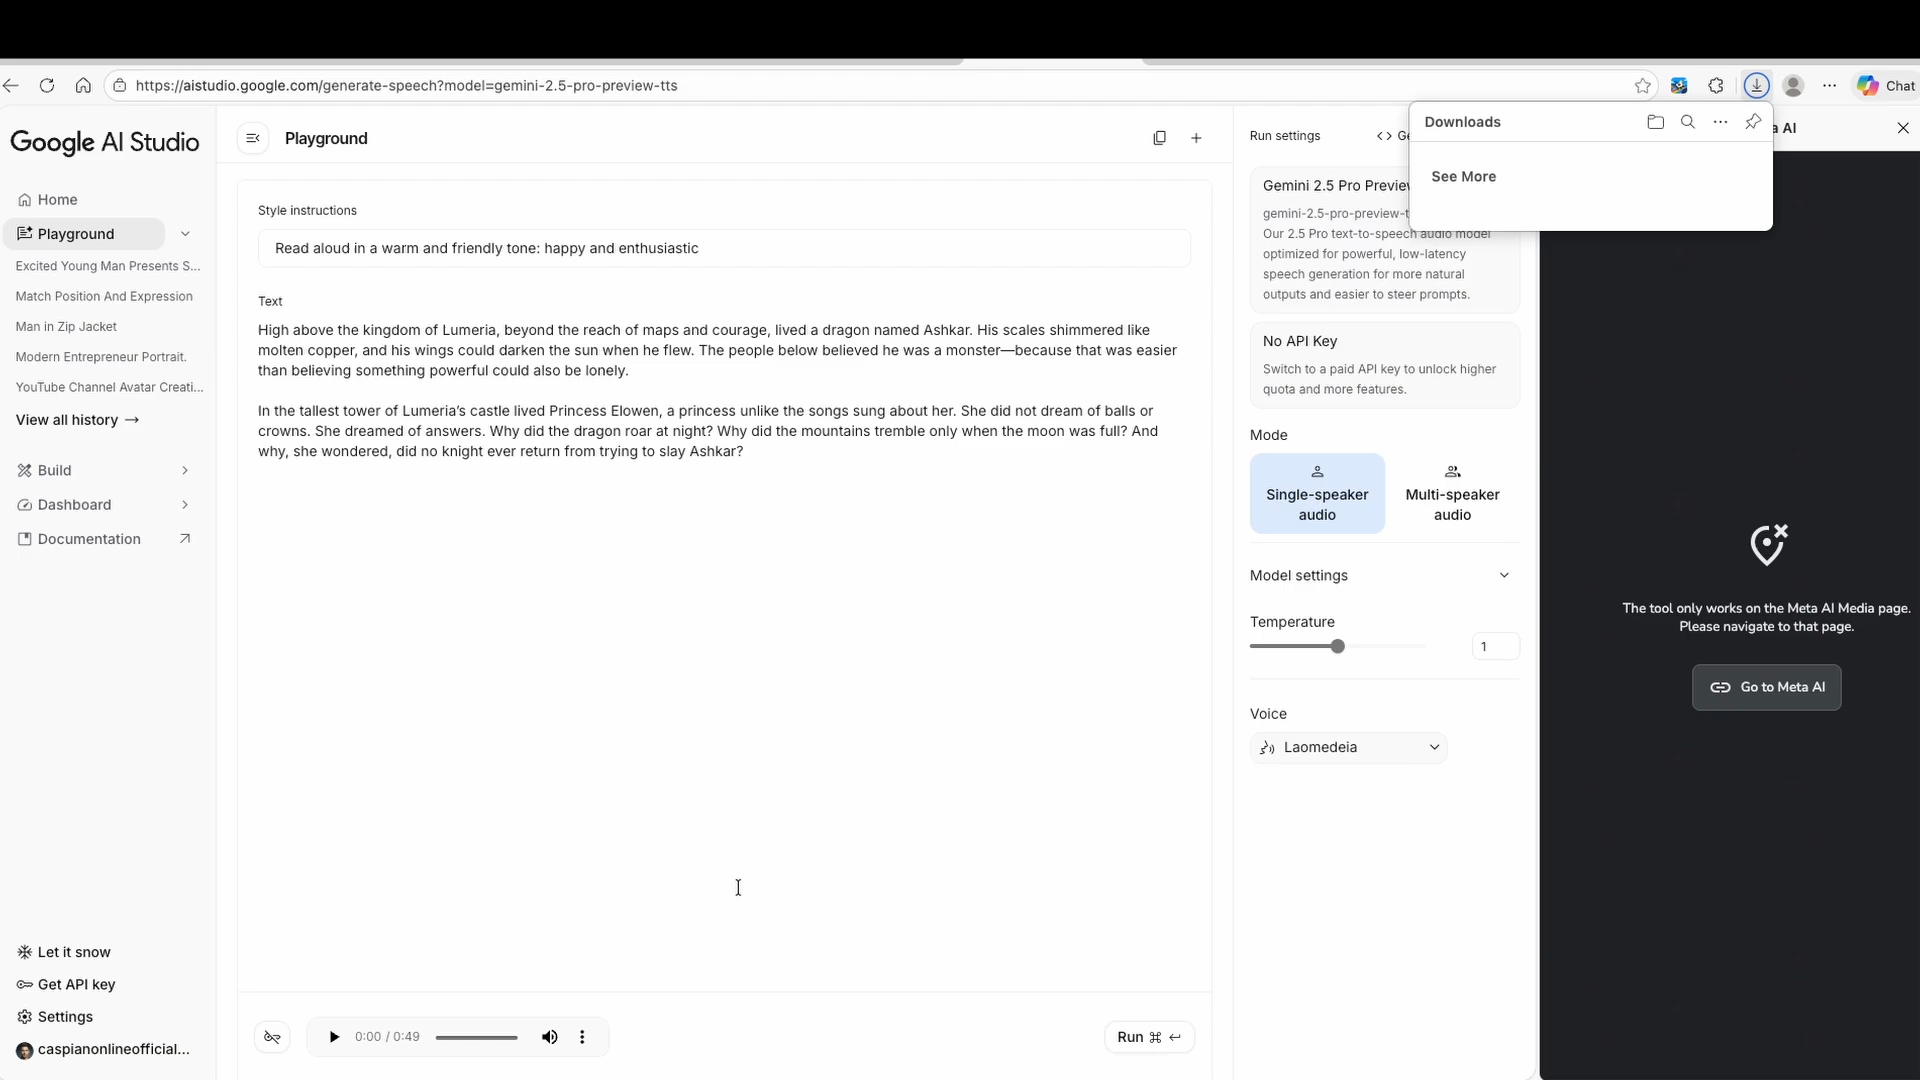 https://aistudio.google.com/generate-speech?model=gemini-2.5-pro-preview-tts
Chat
Google AI Studio
Home
Playground
Excited Young Man Presents S...
Match Position And Expression
Man in Zip Jacket
Modern Entrepreneur Portrait.
YouTube Channel Avatar Creati...
View all history →
Build
Dashboard
Documentation
Let it snow
Get API key
Settings
caspianonlineofficial...
Playground
Style instructions
Read aloud in a warm and friendly tone: happy and enthusiastic
Text
High above the kingdom of Lumeria, beyond the reach of maps and courage, lived a dragon named Ashkar. His scales shimmered like
molten copper, and his wings could darken the sun when he flew. The people below believed he was a monster—because that was easier
than believing something powerful could also be lonely.
In the tallest tower of Lumeria’s castle lived Princess Elowen, a princess unlike the songs sung about her. She did not dream of balls or
crowns. She dreamed of answers. Why did the dragon roar at night? Why did the mountains tremble only when the moon was full? And
why, she wondered, did no knight ever return from trying to slay Ashkar?
0:00 / 0:49
Run ⌘ ↩
Run settings
<> Ge
Gemini 2.5 Pro Preview
gemini-2.5-pro-preview-t
Our 2.5 Pro text-to-speech audio model
optimized for powerful, low-latency
speech generation for more natural
outputs and easier to steer prompts.
No API Key
Switch to a paid API key to unlock higher
quota and more features.
Mode
Single-speaker
audio
Multi-speaker
audio
Model settings
Temperature
1
Voice
Laomedeia
Downloads
See More
a AI
The tool only works on the Meta AI Media page.
Please navigate to that page.
Go to Meta AI